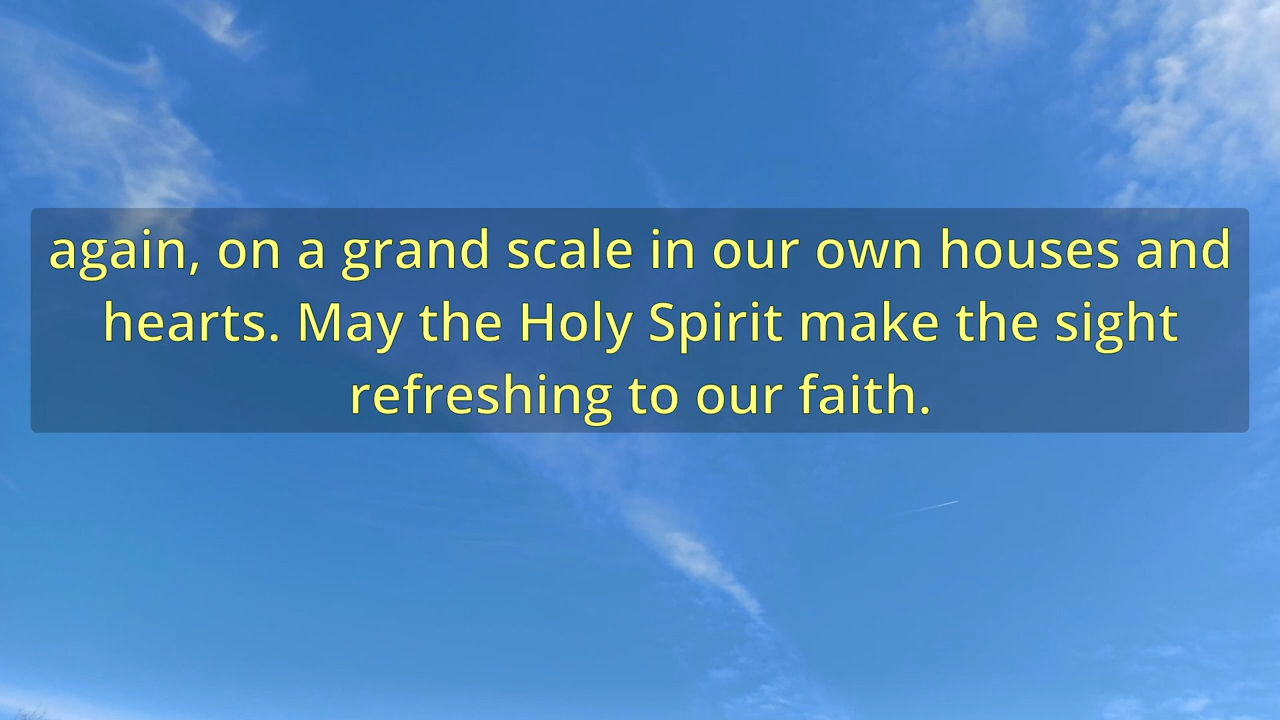 again, on a grand scale in our own houses and
hearts. May the Holy Spirit make the sight
refreshing to our faith.